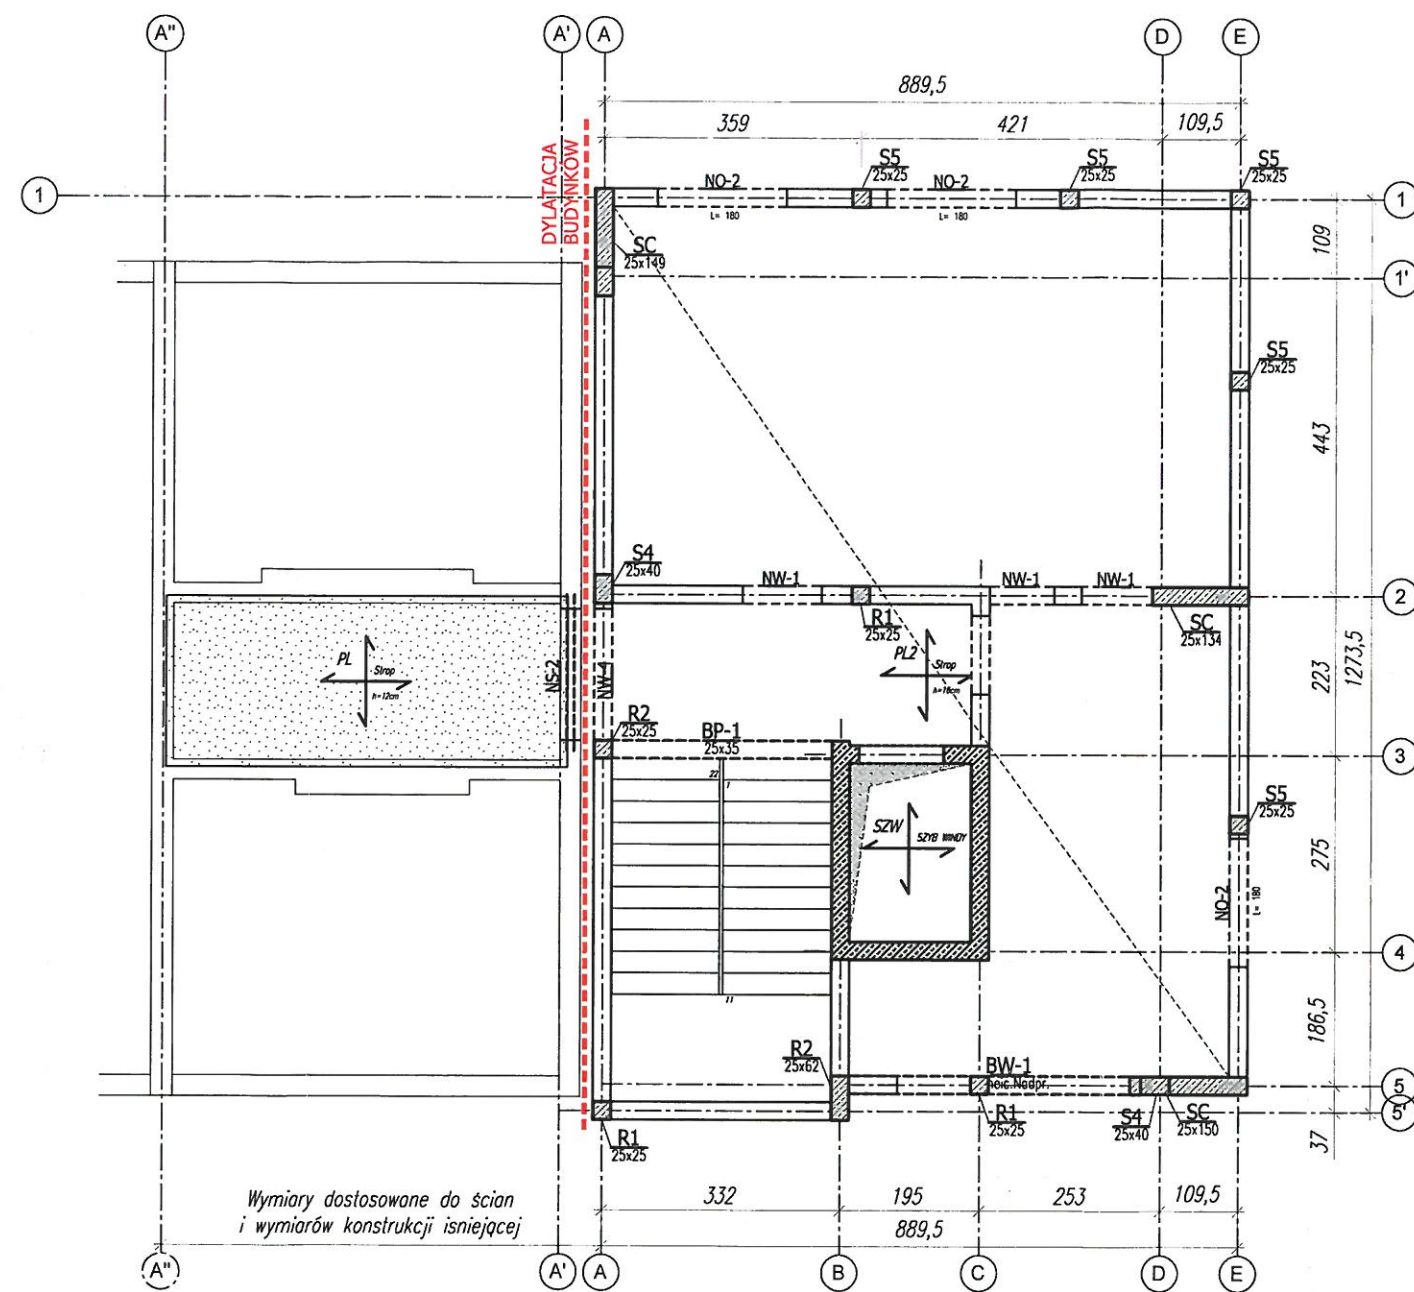 A"
A'
A
D
E
889,5
359
421
109,5
DYLATACJA
BUDYNKÓW
1
NO-2
L= 180
S5
25x25
NO-2
L= 180
S5
25x25
S5
25x25
1
SC
25x149
109
1'
S5
25x25
443
S4
25x40
NW-1
R1
25x25
NW-1
NW-1
SC
25x134
2
PL
Strop
h=12cm
NS-2
NW-4
PL2
Strop
h=16cm
223
1273,5
R2
25x25
BP-1
25x35
3
22
1
SZW
SZYB WINDY
S5
25x25
275
NO-2
L= 180
4
11
186,5
R2
25x62
BW-1
R1
25x25
S4
25x40
SC
25x150
5
5'
R1
25x25
37
Wymiary dostosowane do ścian
i wymiarów konstrukcji isniejącej
332
195
253
109,5
889,5
A"
A'
A
B
C
D
E